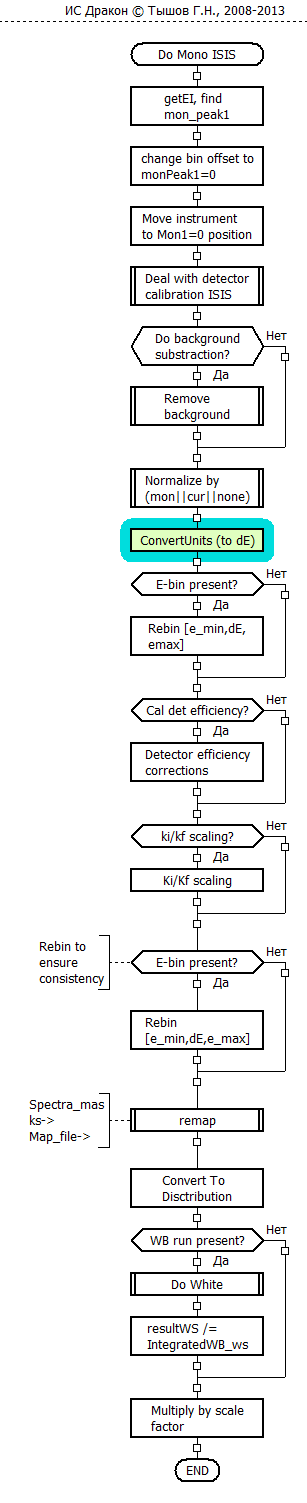 ИС Дракон © Тышов Г.Н., 2008-2013
Do Mono ISIS
getEI, find
mon_peak1
change bin offset to
monPeak1=0
Move instrument
to Mon1=0 position
Deal with detector
calibration ISIS
Do background
substraction?
Нет
Да
Remove
background
Normalize by
(mon||cur||none)
ConvertUnits (to dE)
E-bin present?
Нет
Да
Rebin [e_min,dE,
emax]
Cal det efficiency?
Нет
Да
Detector efficiency
corrections
ki/kf scaling?
Нет
Да
Ki/Kf scaling
Rebin to
ensure
consistency
E-bin present?
Нет
Да
Rebin
[e_min,dE,e_max]
Spectra_mas
ks->
Map_file->
remap
Convert To
Disctribution
WB run present?
Нет
Да
Do White
resultWS /=
IntegratedWB_ws
Multiply by scale
factor
END